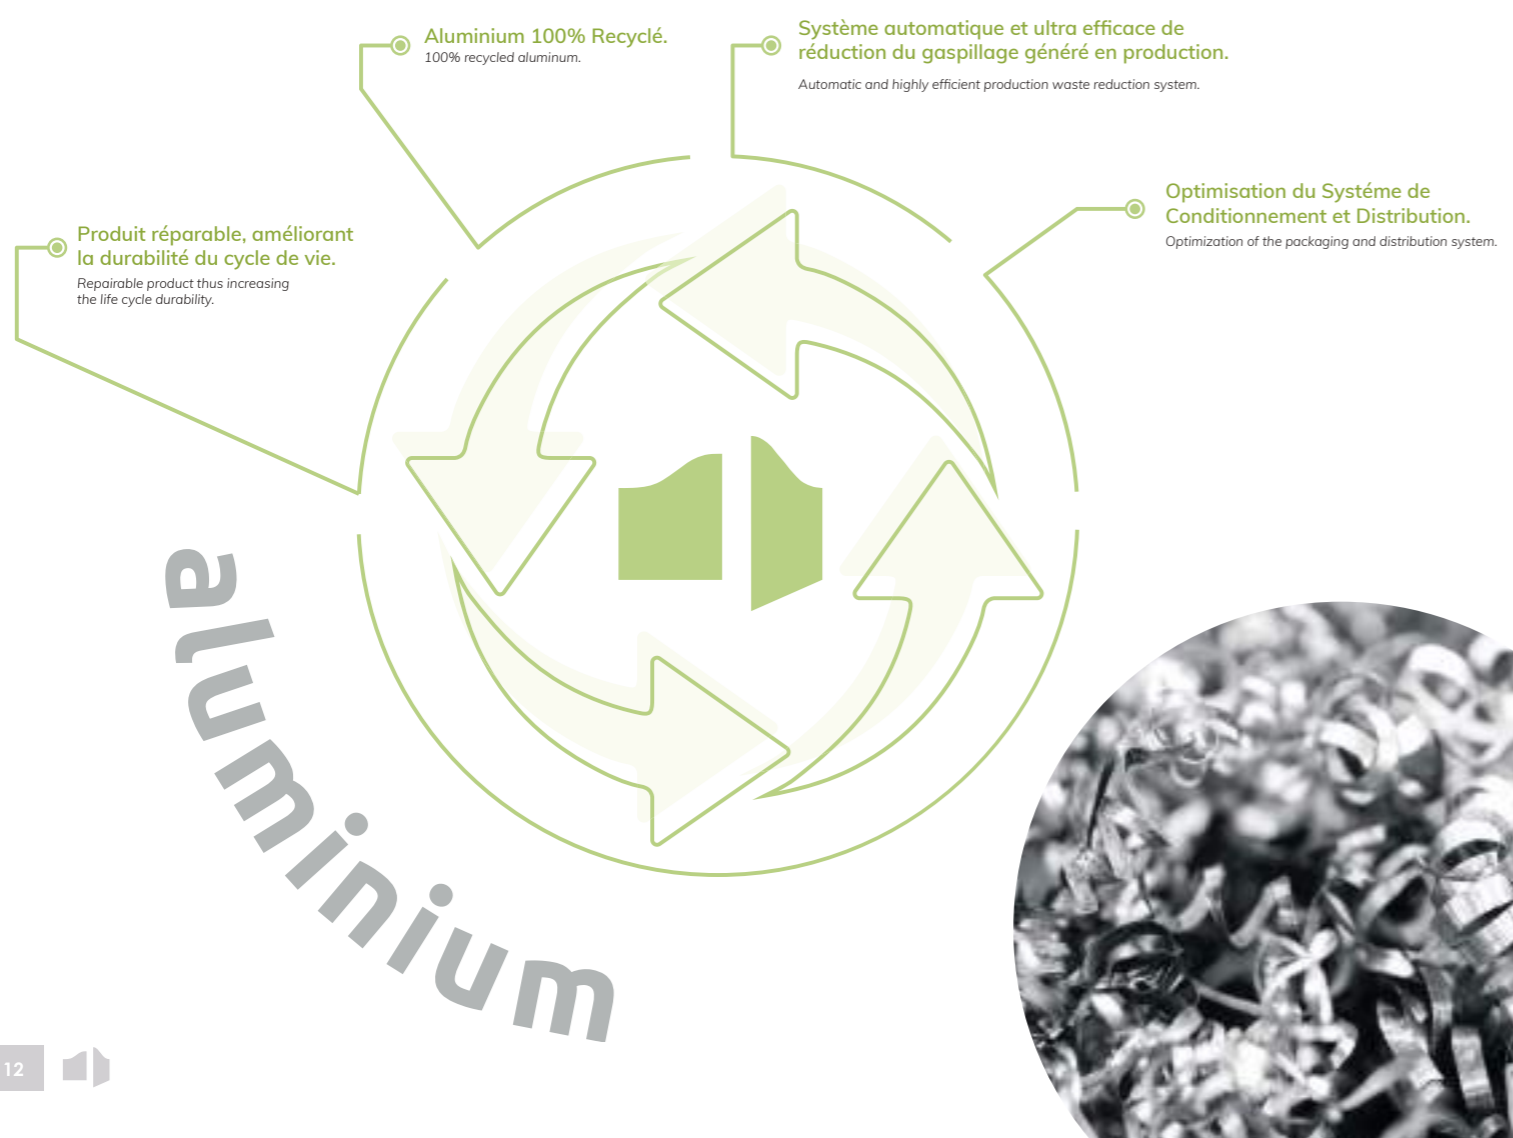 Aluminium 100% Recyclé.
100% recycled aluminum.
Système automatique et ultra efficace de
réduction du gaspillage généré en production.
Automatic and highly efficient production waste reduction system.
Optimisation du Systéme de
Conditionnement et Distribution.
Optimization of the packaging and distribution system.
Produit réparable, améliorant
la durabilité du cycle de vie.
Repairable product thus increasing
the life cycle durability.
aluminium
12